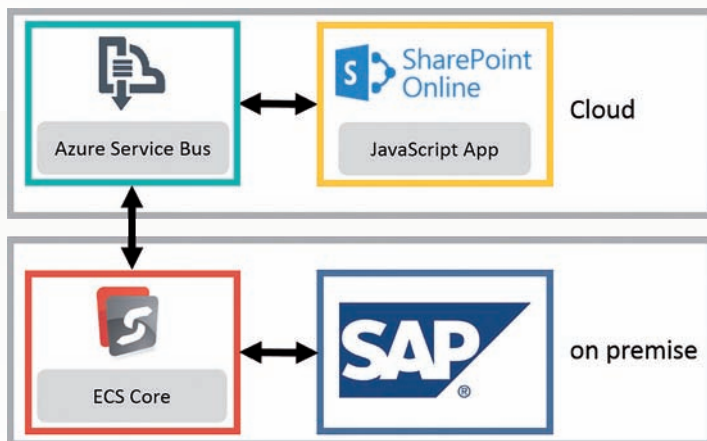 SharePoint
Online
S
Azure Service Bus
JavaScript App
Cloud
SAP
®
on premise
ECS Core